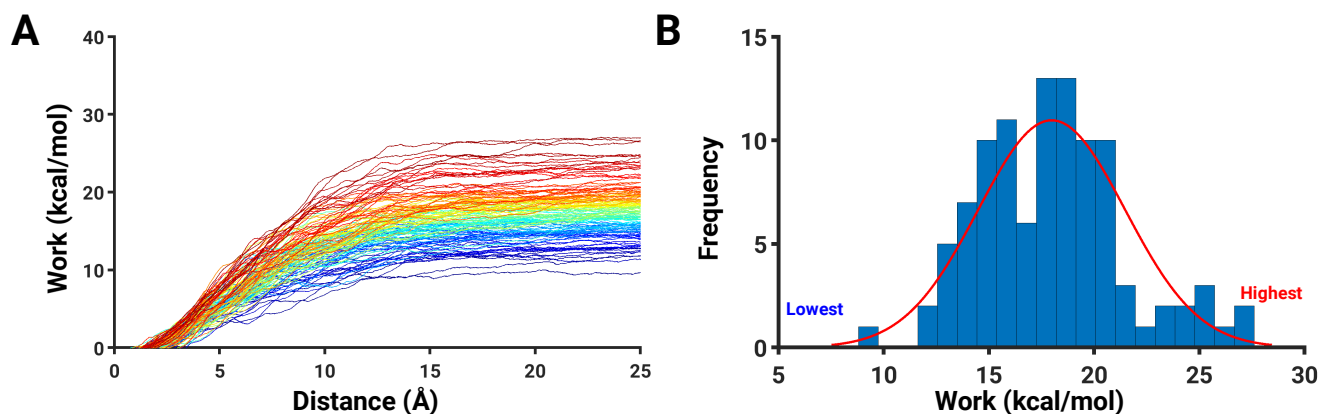 A
Work (kcal/mol)
40
30
20
10
0
0 5 10 15 20 25
Distance (Å)
B
Frequency
15
10
5
0
Lowest
Highest
5 10 15 20 25 30
Work (kcal/mol)